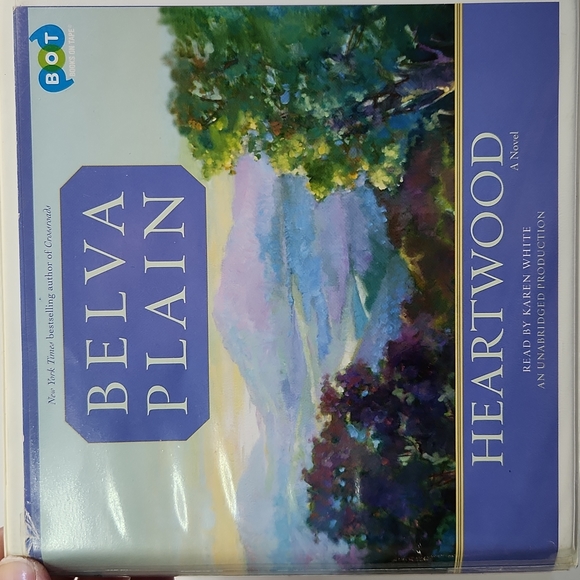 BOT
BOOKS ON TAPE®
New York Times bestselling author of Crossroads
BELVA
PLAIN
HEARTWOOD
A Novel
READ BY KAREN WHITE
AN UNABRIDGED PRODUCTION